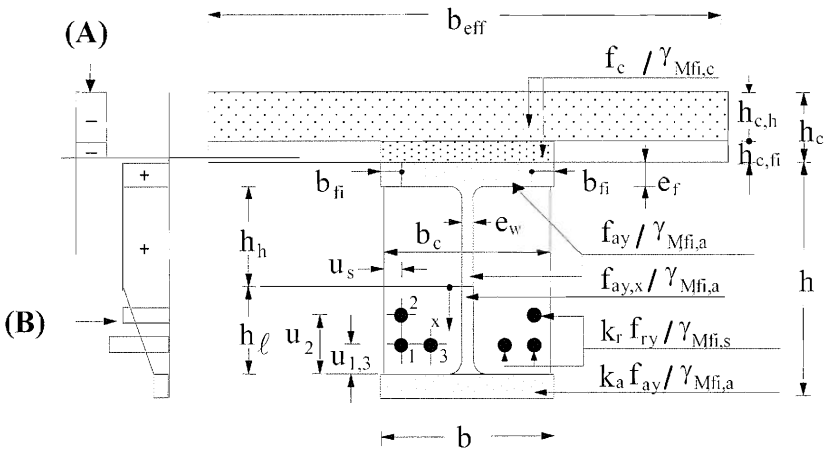 (A)
b_eff
f_c / γ_Mfi,c
h_c,h
h_c
h_c,fi
− 
−
+
b_fi
b_fi
e_f
h_h
+
b_c
e_w
f_ay / γ_Mfi,a
u_s
f_ay,x / γ_Mfi,a
h
(B)
h_ℓ
u_2
2
x
k_r f_ry / γ_Mfi,s
u_1,3
1
3
k_a f_ay / γ_Mfi,a
b